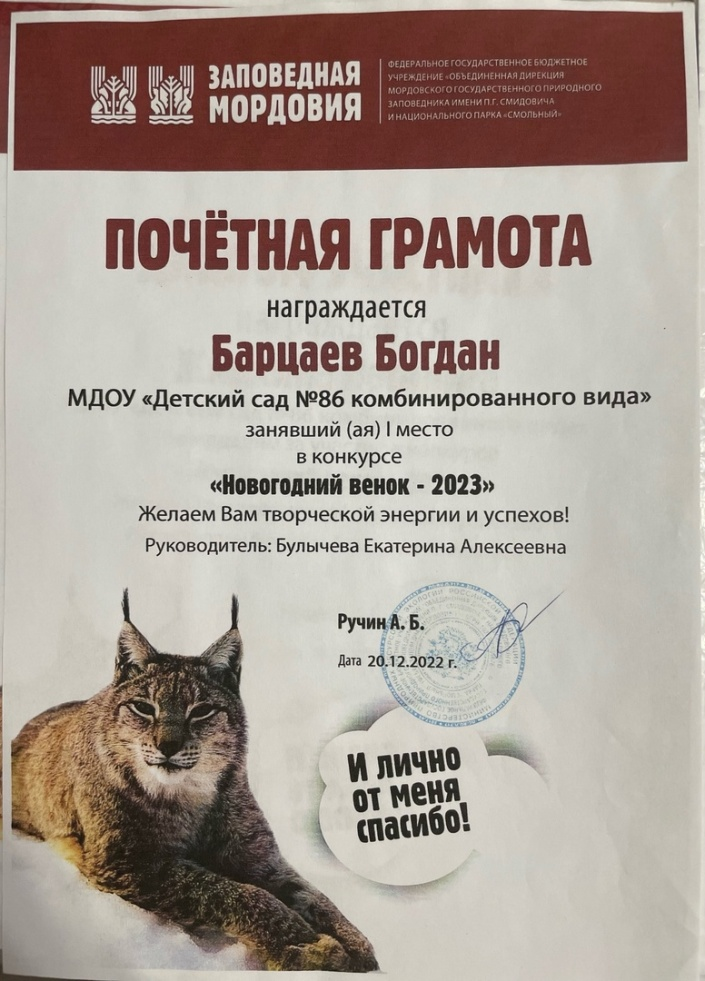 ЗАПОВЕДНАЯ
МОРДОВИЯ
ФЕДЕРАЛЬНОЕ ГОСУДАРСТВЕННОЕ БЮДЖЕТНОЕ
УЧРЕЖДЕНИЕ «ОБЪЕДИНЁННАЯ ДИРЕКЦИЯ
МОРДОВСКОГО ГОСУДАРСТВЕННОГО ПРИРОДНОГО
ЗАПОВЕДНИКА ИМЕНИ П.Г. СМИДОВИЧА
И НАЦИОНАЛЬНОГО ПАРКА «СМОЛЬНЫЙ»
ПОЧЁТНАЯ ГРАМОТА
награждается
Барцаев Богдан
МДОУ «Детский сад №86 комбинированного вида»
занявший (ая) I место
в конкурсе
«Новогодний венок - 2023»
Желаем Вам творческой энергии и успехов!
Руководитель: Булычева Екатерина Алексеевна
Ручин А. Б.
Дата 20.12.2022 г.
И лично
от меня
спасибо!